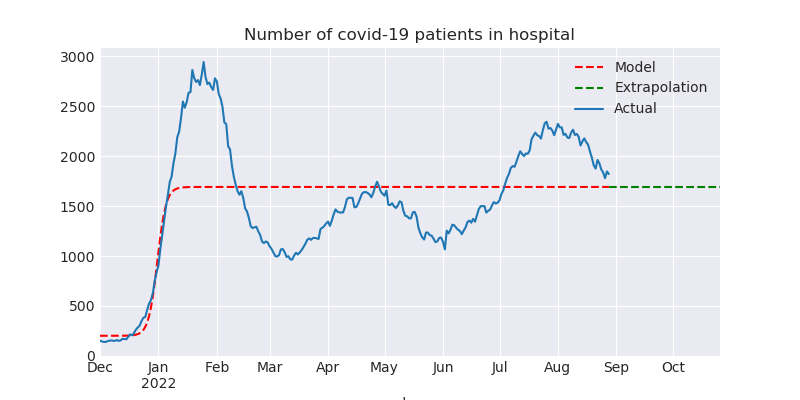 Number of covid-19 patients in hospital
3000
2500
2000
1500
1000
500
0
Model
Extrapolation
Actual
Dec Jan Feb Mar Apr May Jun Jul Aug Sep Oct
2022